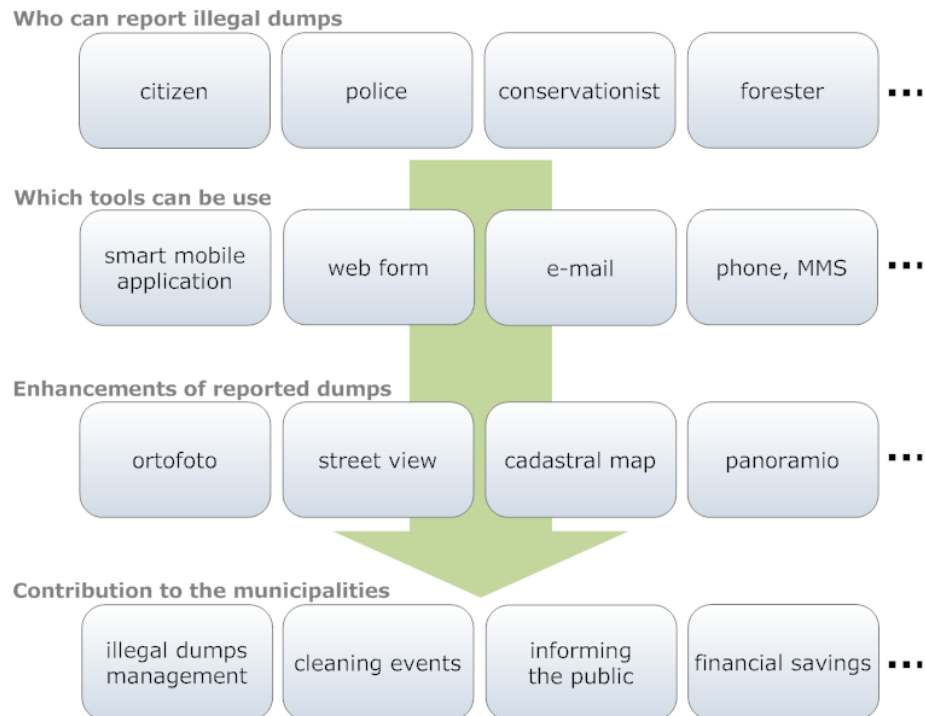 Who can report illegal dumps
citizen
police
conservationist
forester
...
Which tools can be use
smart mobile
application
web form
e-mail
phone, MMS
...
Enhancements of reported dumps
ortofoto
street view
cadastral map
panoramio
...
Contribution to the municipalities
illegal dumps
management
cleaning events
informing
the public
financial savings
...